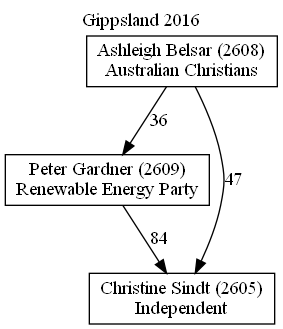 Gippsland 2016
Ashleigh Belsar (2608)
Australian Christians
36
Peter Gardner (2609)
Renewable Energy Party
47
84
Christine Sindt (2605)
Independent